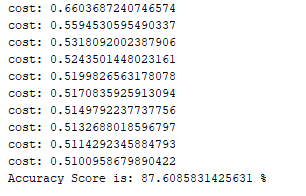 cost: 0.6603687240746574
cost: 0.5594530595490337
cost: 0.5318092002387906
cost: 0.5243501448023161
cost: 0.5199826563178078
cost: 0.5170835925913094
cost: 0.5149792237737756
cost: 0.5132688018596797
cost: 0.5114292345884793
cost: 0.5100958679890422
Accuracy Score is: 87.6085831425631 %